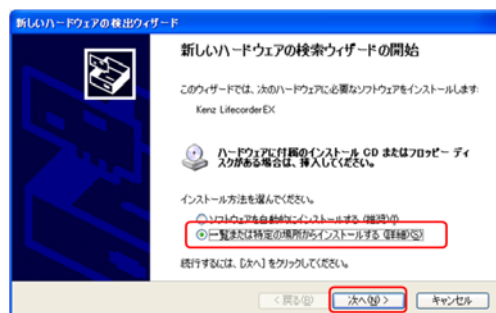 新しいハードウェアの検出ウィザード
新しいハードウェアの検索ウィザードの開始
このウィザードでは、次のハードウェアに必要なソフトウェアをインストールします:
Kenz LifecorderEX
ハードウェアに付属のインストール CD またはフロッピー ディ
スクがある場合は、挿入してください。
インストール方法を選んでください。
ソフトウェアを自動的にインストールする (推奨)(I)
一覧または特定の場所からインストールする (詳細)(S)
続行するには、[次へ] をクリックしてください。
< 戻る(B)
次へ(N) >
キャンセル